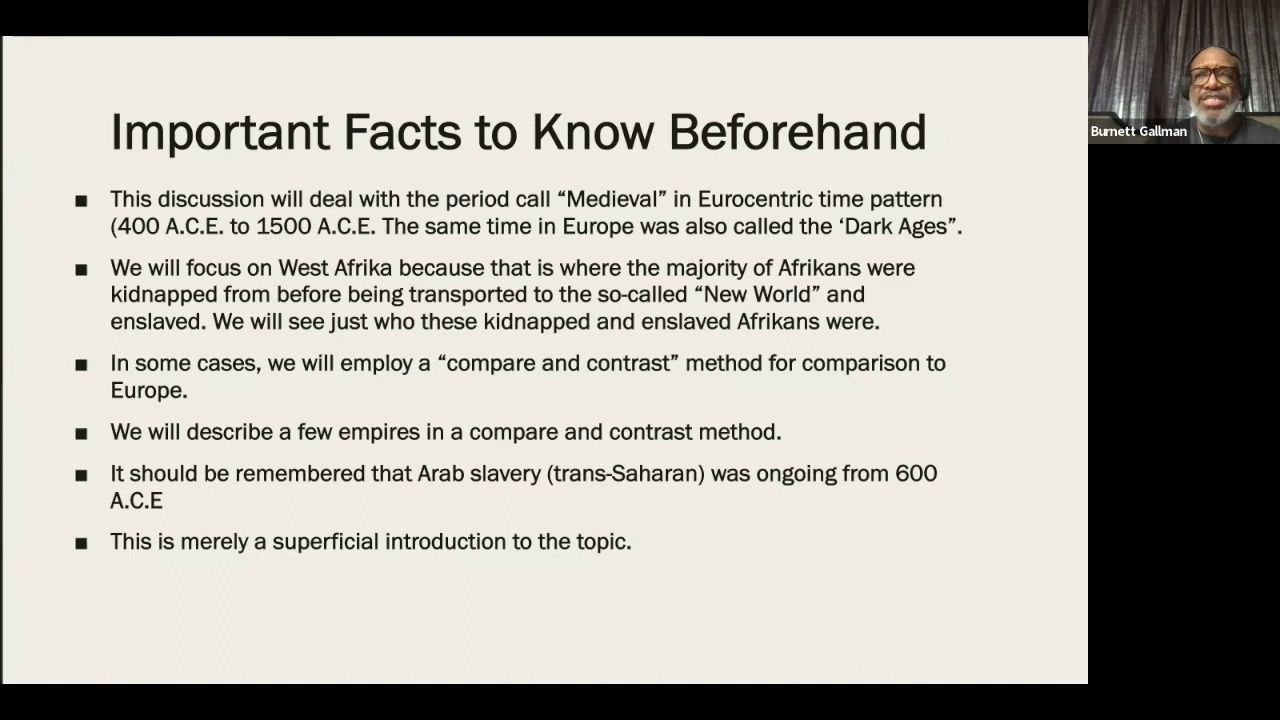 Important Facts to Know Beforehand
■ This discussion will deal with the period call “Medieval” in Eurocentric time pattern
(400 A.C.E. to 1500 A.C.E. The same time in Europe was also called the ‘Dark Ages”.
■ We will focus on West Afrika because that is where the majority of Afrikans were
kidnapped from before being transported to the so-called “New World” and
enslaved. We will see just who these kidnapped and enslaved Afrikans were.
■ In some cases, we will employ a “compare and contrast” method for comparison to
Europe.
■ We will describe a few empires in a compare and contrast method.
■ It should be remembered that Arab slavery (trans-Saharan) was ongoing from 600
A.C.E
■ This is merely a superficial introduction to the topic.
Burnett Gallman